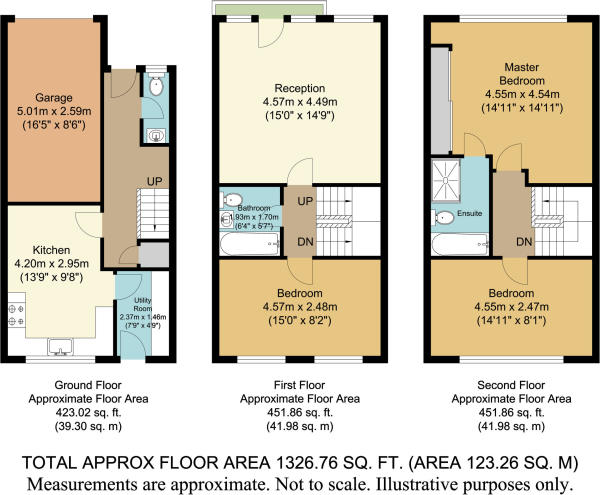 Garage
5.01m x 2.59m
(16'5" x 8'6")
UP
Kitchen
4.20m x 2.95m
(13'9" x 9'8")
Utility
Room
2.37m x 1.46m
(7'9" x 4'9")
Ground Floor
Approximate Floor Area
423.02 sq. ft.
(39.30 sq. m)
Reception
4.57m x 4.49m
(15'0" x 14'9")
Bathroom
1.93m x 1.70m
(6'4" x 5'7")
UP
DN
Bedroom
4.57m x 2.48m
(15'0" x 8'2")
First Floor
Approximate Floor Area
451.86 sq. ft.
(41.98 sq. m)
Master
Bedroom
4.55m x 4.54m
(14'11" x 14'11")
Ensuite
DN
Bedroom
4.55m x 2.47m
(14'11" x 8'1")
Second Floor
Approximate Floor Area
451.86 sq. ft.
(41.98 sq. m)
TOTAL APPROX FLOOR AREA 1326.76 SQ. FT. (AREA 123.26 SQ. M)
Measurements are approximate. Not to scale. Illustrative purposes only.